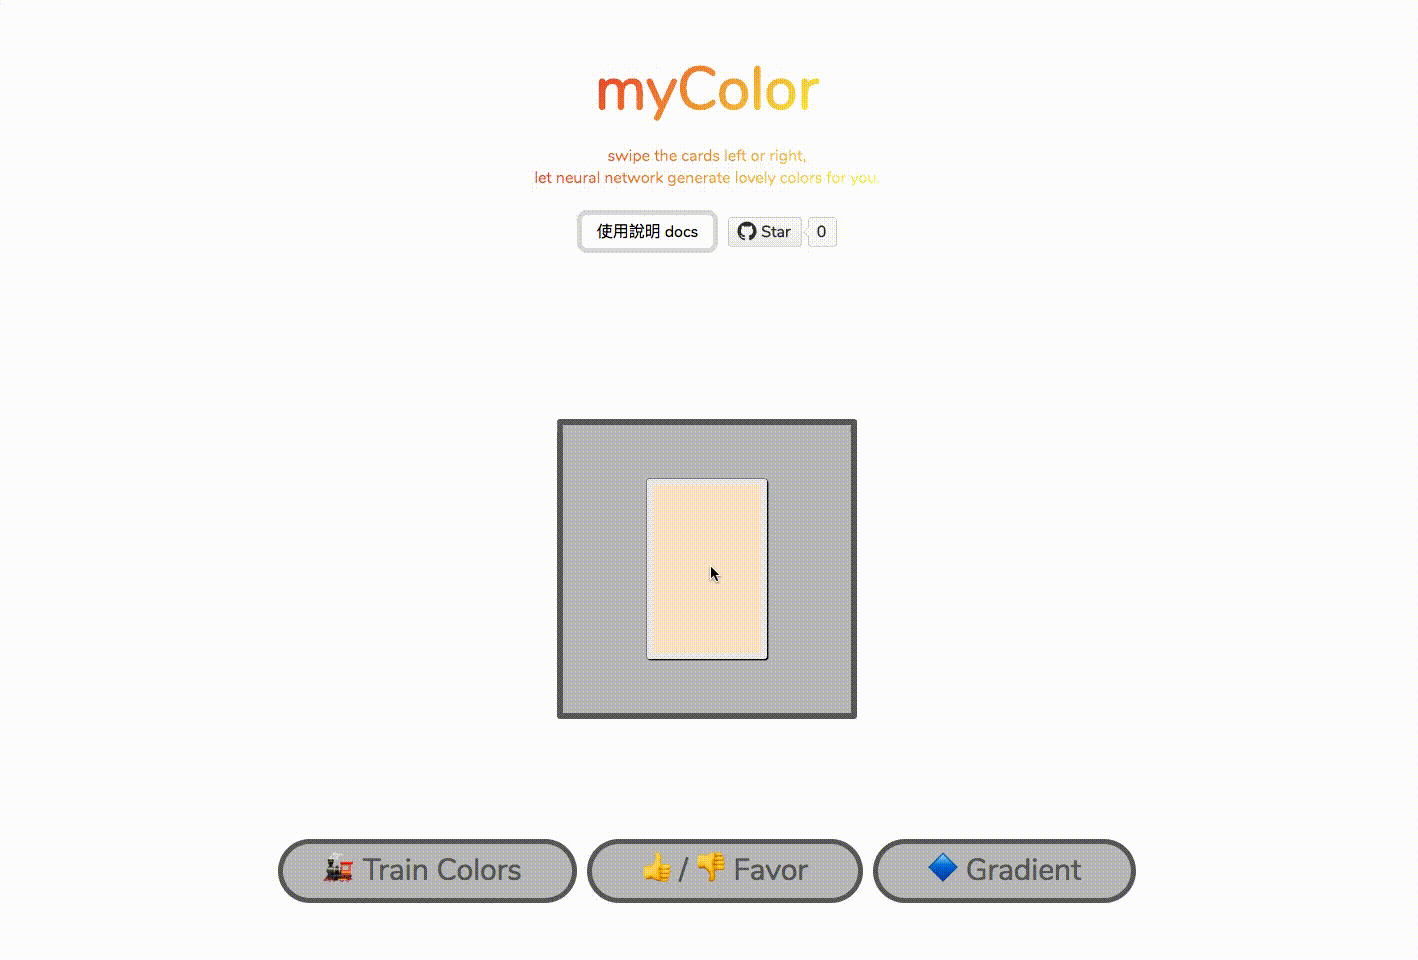 myColor
swipe the cards left or right,
let neural network generate lovely colors for you.
使用說明 docs
Star
0
Train Colors
/ Favor
Gradient